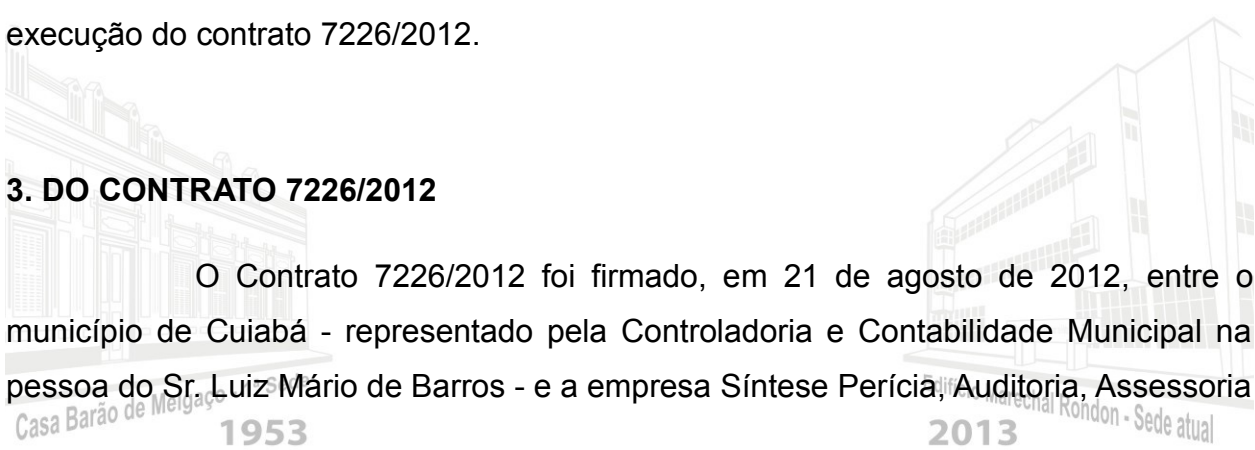 execução do contrato 7226/2012.
3. DO CONTRATO 7226/2012
O Contrato 7226/2012 foi firmado, em 21 de agosto de 2012, entre o
município de Cuiabá - representado pela Controladoria e Contabilidade Municipal na
pessoa do Sr. Luiz Mário de Barros - e a empresa Síntese Perícia, Auditoria, Assessoria
Casa Barão de Melgaço
1953
Rondon - Sede atual
2013